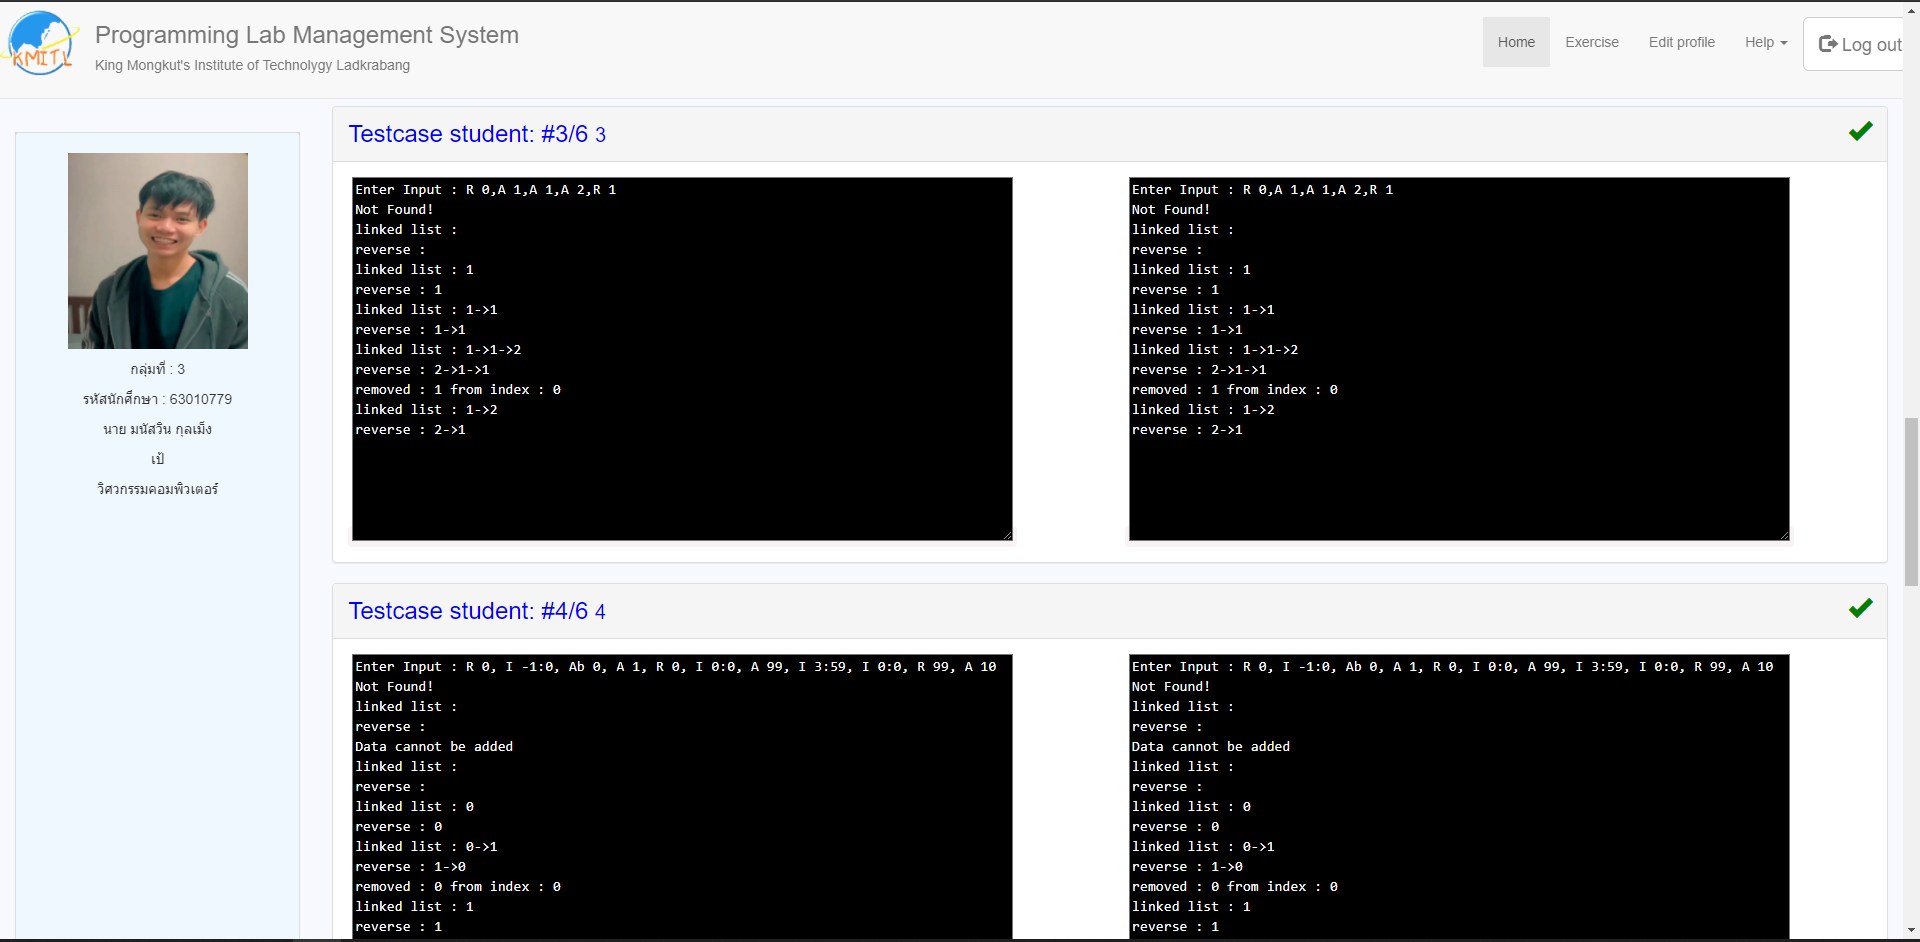 KMITL
Programming Lab Management System
King Mongkut's Institute of Technolygy Ladkrabang
Home
Exercise
Edit profile
Help
Log out
กลุ่มที่ : 3
รหัสนักศึกษา : 63010779
นาย มนัสวิน กุลเม็ง
เป้
วิศวกรรมคอมพิวเตอร์
Testcase student: #3/6 3
Enter Input : R 0,A 1,A 1,A 2,R 1
Not Found!
linked list :
reverse :
linked list : 1
reverse : 1
linked list : 1->1
reverse : 1->1
linked list : 1->1->2
reverse : 2->1->1
removed : 1 from index : 0
linked list : 1->2
reverse : 2->1
Enter Input : R 0,A 1,A 1,A 2,R 1
Not Found!
linked list :
reverse :
linked list : 1
reverse : 1
linked list : 1->1
reverse : 1->1
linked list : 1->1->2
reverse : 2->1->1
removed : 1 from index : 0
linked list : 1->2
reverse : 2->1
Testcase student: #4/6 4
Enter Input : R 0, I -1:0, Ab 0, A 1, R 0, I 0:0, A 99, I 3:59, I 0:0, R 99, A 10
Not Found!
linked list :
reverse :
Data cannot be added
linked list :
reverse :
linked list : 0
reverse : 0
linked list : 0->1
reverse : 1->0
removed : 0 from index : 0
linked list : 1
reverse : 1
Enter Input : R 0, I -1:0, Ab 0, A 1, R 0, I 0:0, A 99, I 3:59, I 0:0, R 99, A 10
Not Found!
linked list :
reverse :
Data cannot be added
linked list :
reverse :
linked list : 0
reverse : 0
linked list : 0->1
reverse : 1->0
removed : 0 from index : 0
linked list : 1
reverse : 1